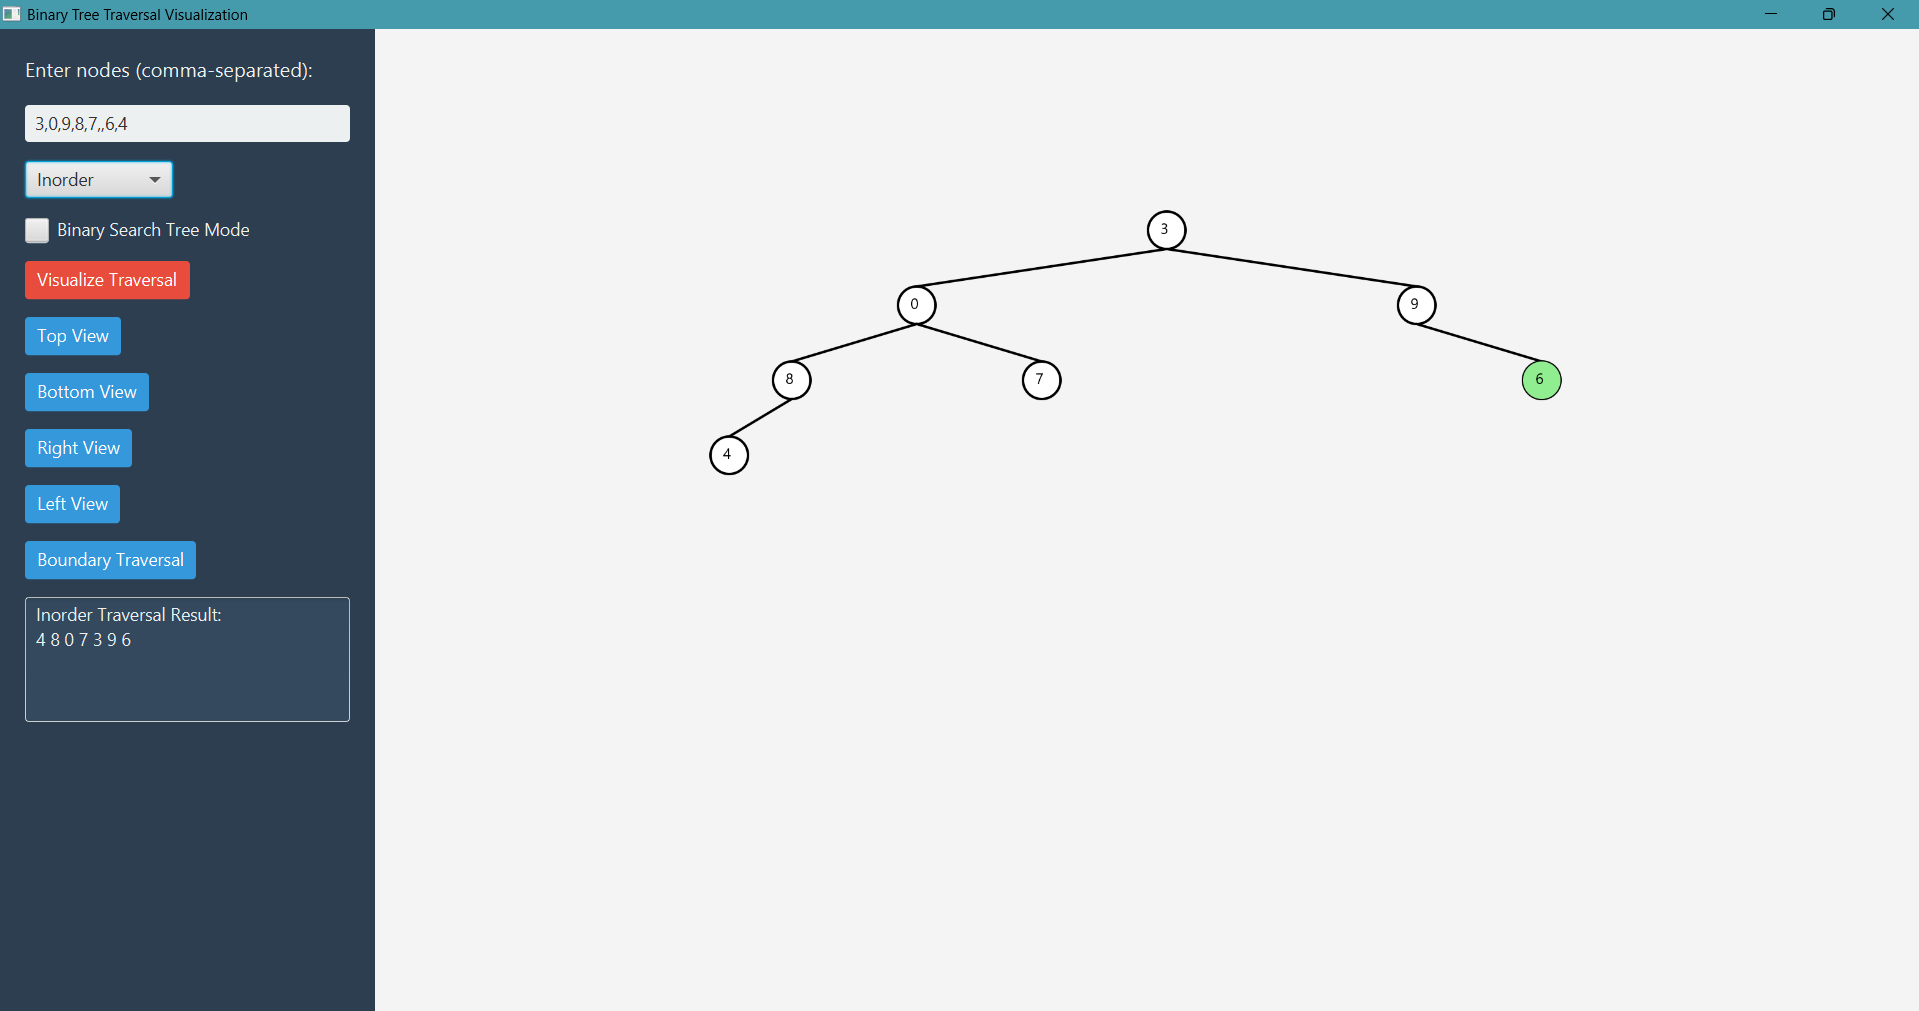 Binary Tree Traversal Visualization
Enter nodes (comma-separated):
3,0,9,8,7,,6,4
Inorder
Binary Search Tree Mode
Visualize Traversal
Top View
Bottom View
Right View
Left View
Boundary Traversal
Inorder Traversal Result:
4 8 0 7 3 9 6
3
0
9
8
7
6
4